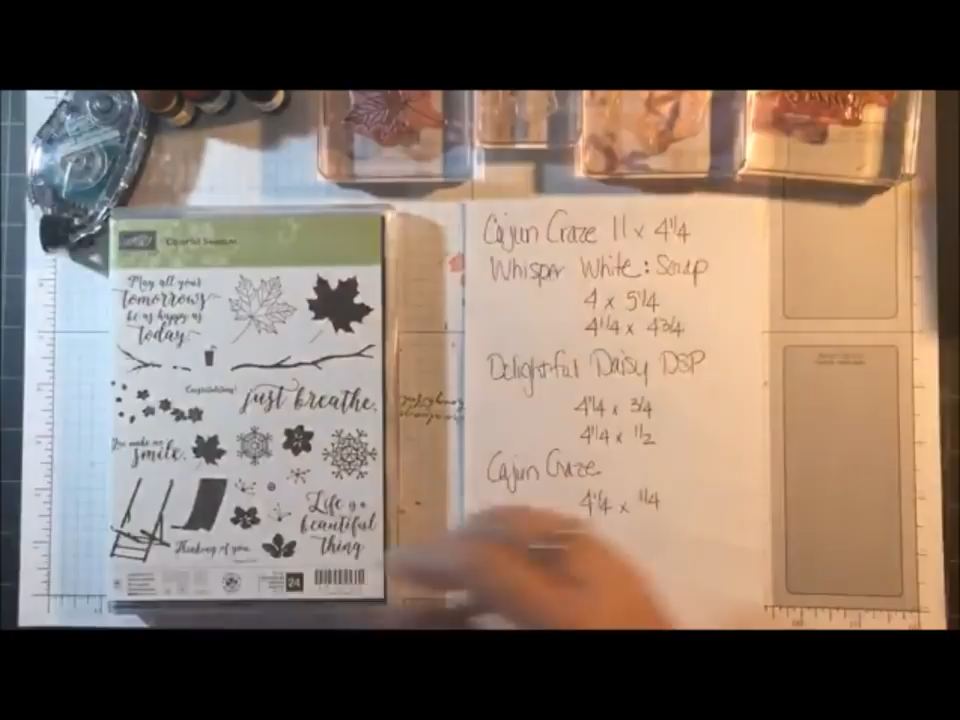 Colorful Seasons
May all your
tomorrows
be as happy as
today
Congratulations!
just breathe.
You make me
smile.
Life is a
beautiful
thing
Thinking of you
24
Cajun Craze 11 x 4 1/4
Whisper White: Scrap
4 x 5 1/4
4 1/4 x 4 3/4
Delightful Daisy DSP
4 1/4 x 3/4
4 1/4 x 1/2
Cajun Craze
4 1/4 x 1/4